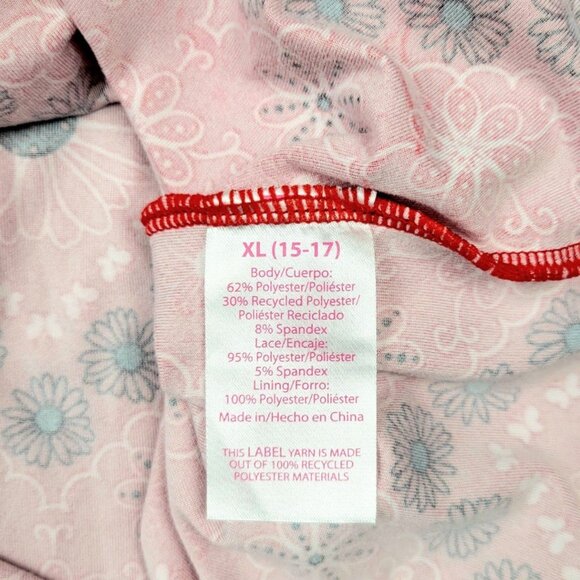 XL (15-17)
Body/Cuerpo:
62% Polyester/Poliéster
30% Recycled Polyester/
Poliéster Reciclado
8% Spandex
Lace/Encaje:
95% Polyester/Poliéster
5% Spandex
Lining/Forro:
100% Polyester/Poliéster
Made in/Hecho en China
THIS LABEL YARN IS MADE
OUT OF 100% RECYCLED
POLYESTER MATERIALS